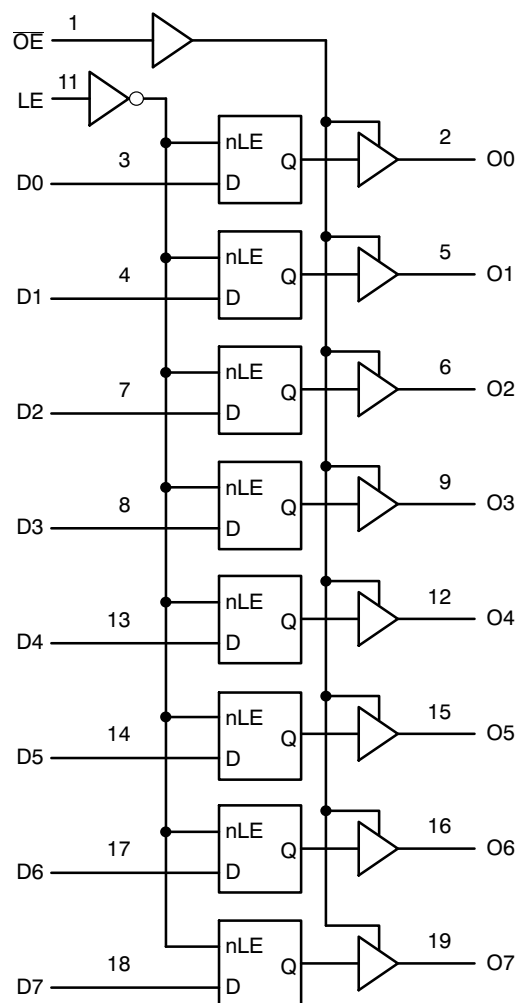 1
O̅E̅
11
LE
nLE 2
3 Q O0
D0 D
nLE 5
4 Q O1
D1 D
nLE 6
7 Q O2
D2 D
nLE 9
8 Q O3
D3 D
nLE 12
13 Q O4
D4 D
nLE 15
14 Q O5
D5 D
nLE 16
17 Q O6
D6 D
nLE 19
18 Q O7
D7 D